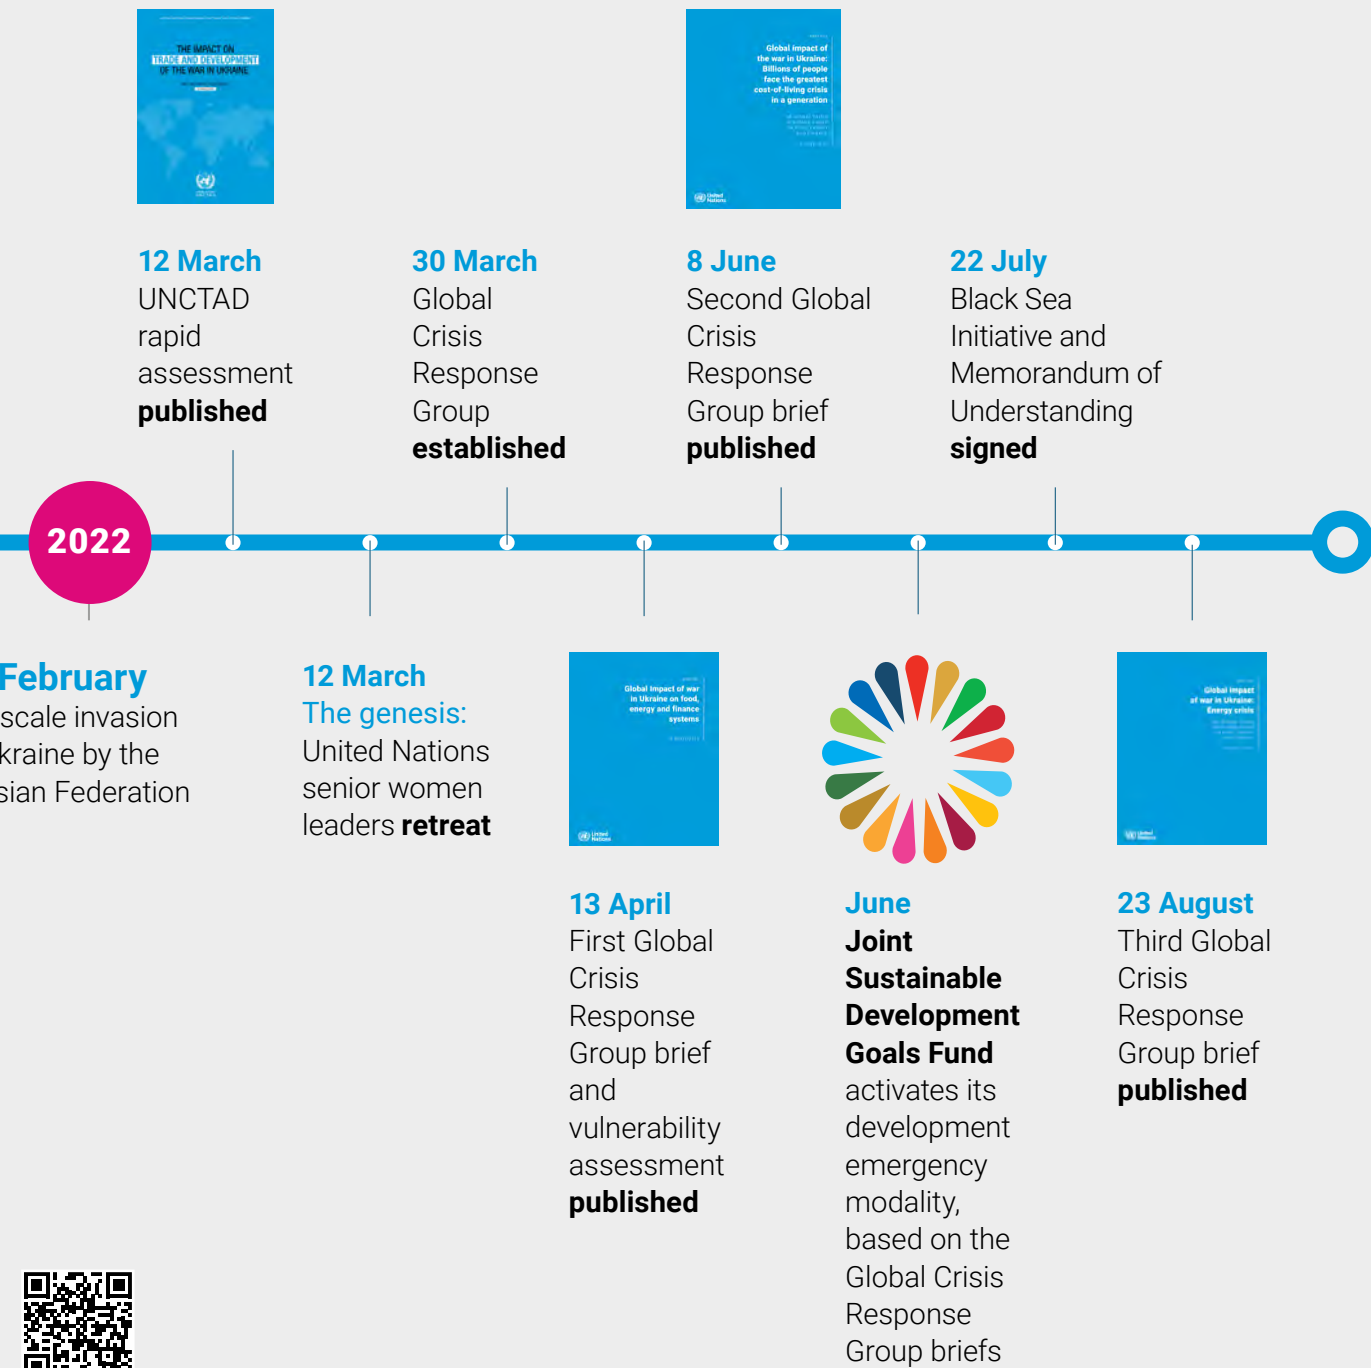 THE IMPACT ON
TRADE AND DEVELOPMENT
OF THE WAR IN UKRAINE
Global impact of
the war in Ukraine:
Billions of people
face the greatest
cost-of-living crisis
in a generation
United
Nations
12 March
UNCTAD
rapid
assessment
published
30 March
Global
Crisis
Response
Group
established
8 June
Second Global
Crisis
Response
Group brief
published
22 July
Black Sea
Initiative and
Memorandum of
Understanding
signed
2022
February
scale invasion
kraine by the
sian Federation
12 March
The genesis:
United Nations
senior women
leaders retreat
Global Impact of war
in Ukraine on food,
energy and finance
systems
United
Nations
13 April
First Global
Crisis
Response
Group brief
and
vulnerability
assessment
published
June
Joint
Sustainable
Development
Goals Fund
activates its
development
emergency
modality,
based on the
Global Crisis
Response
Group briefs
Global impact
of war in Ukraine:
Energy crisis
United
Nations
23 August
Third Global
Crisis
Response
Group brief
published